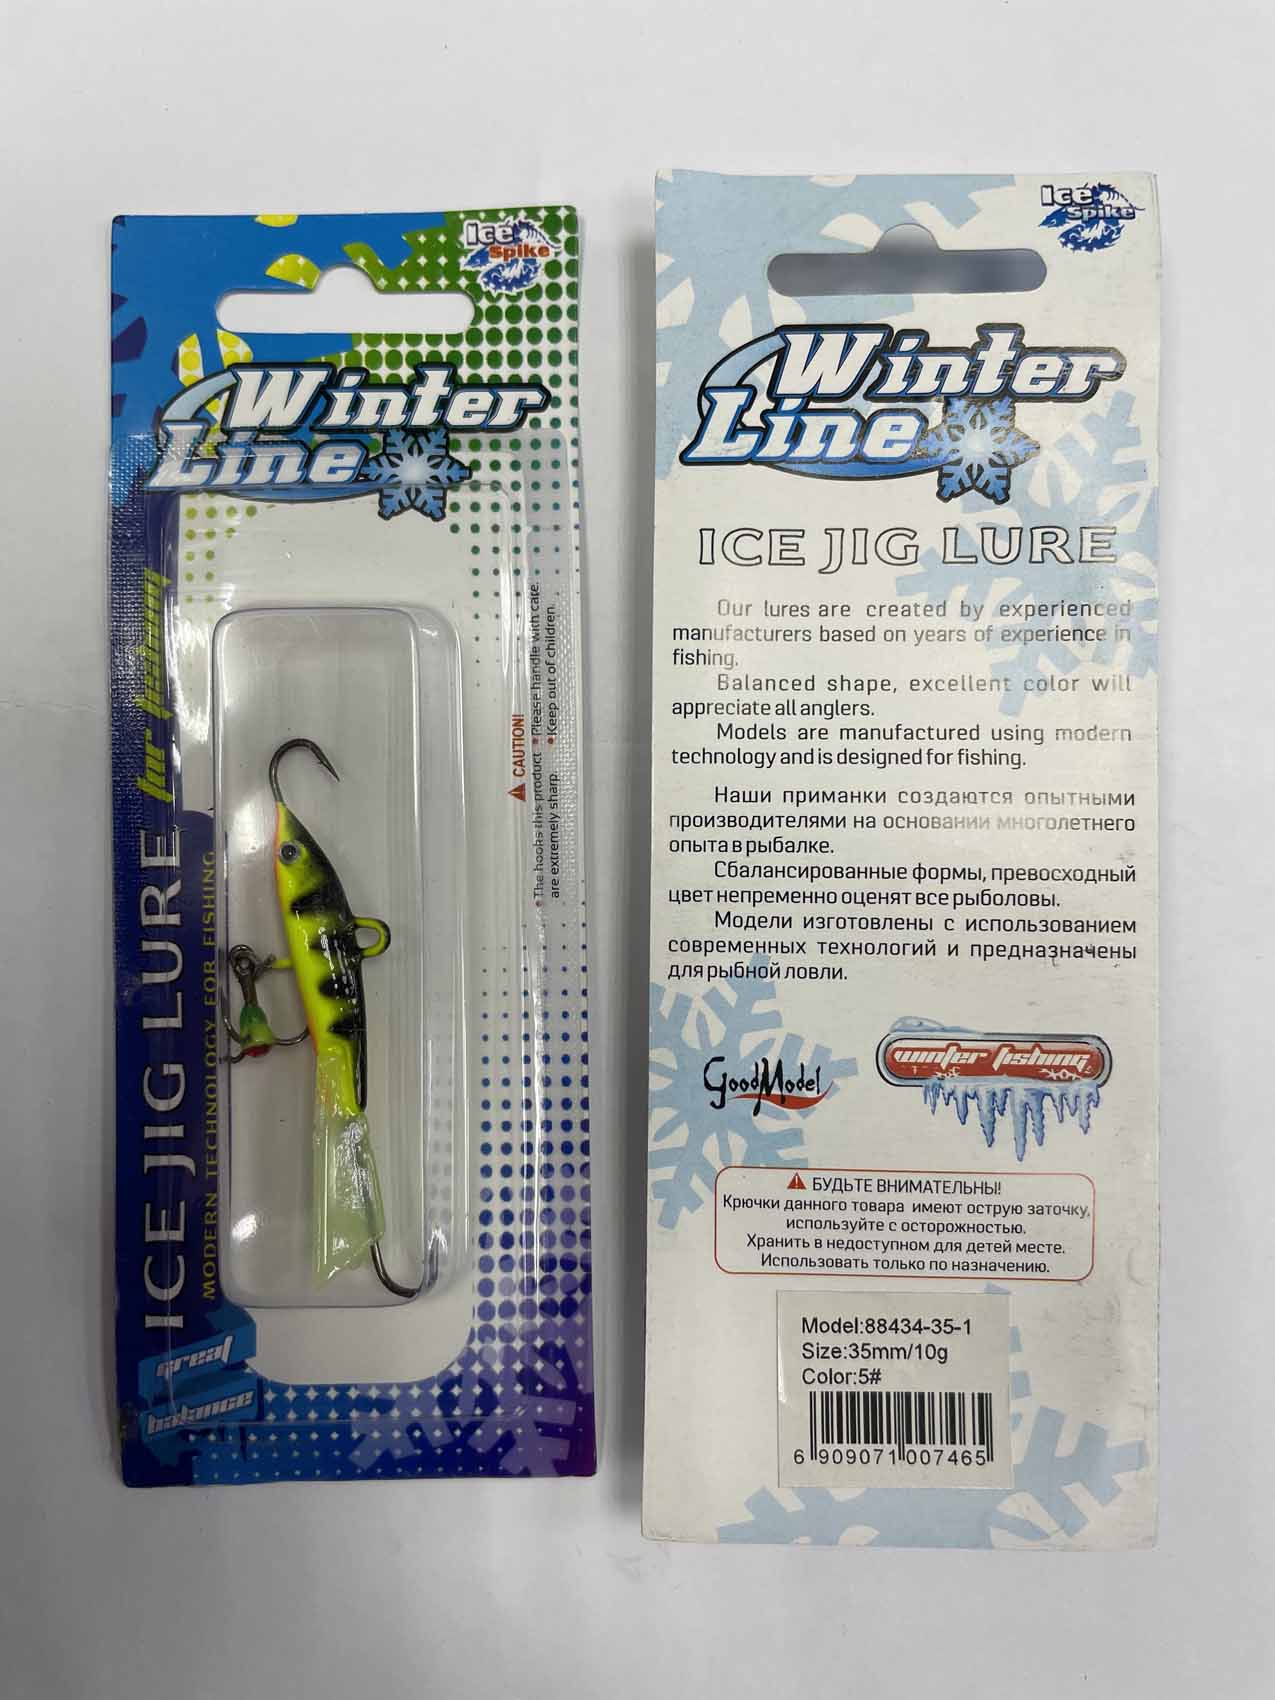 Ice
Spike
Winter
Line
for fishing
ICE JIG LURE
MODERN TECHNOLOGY FOR FISHING
great
balance
CAUTION!
• The hooks this product
are extremely sharp.
• Please handle with care.
• Keep out of children.
Ice
Spike
Winter
Line
ICE JIG LURE
Our lures are created by experienced
manufacturers based on years of experience in
fishing.
Balanced shape, excellent color will
appreciate all anglers.
Models are manufactured using modern
technology and is designed for fishing.
Наши приманки создаются опытными
производителями на основании многолетнего
опыта в рыбалке.
Сбалансированные формы, превосходный
цвет непременно оценят все рыболовы.
Модели изготовлены с использованием
современных технологий и предназначены
для рыбной ловли.
GoodModel
winter fishing
БУДЬТЕ ВНИМАТЕЛЬНЫ!
Крючки данного товара имеют острую заточку,
используйте с осторожностью.
Хранить в недоступном для детей месте.
Использовать только по назначению.
Model:88434-35-1
Size:35mm/10g
Color:5#
6 909071 007465